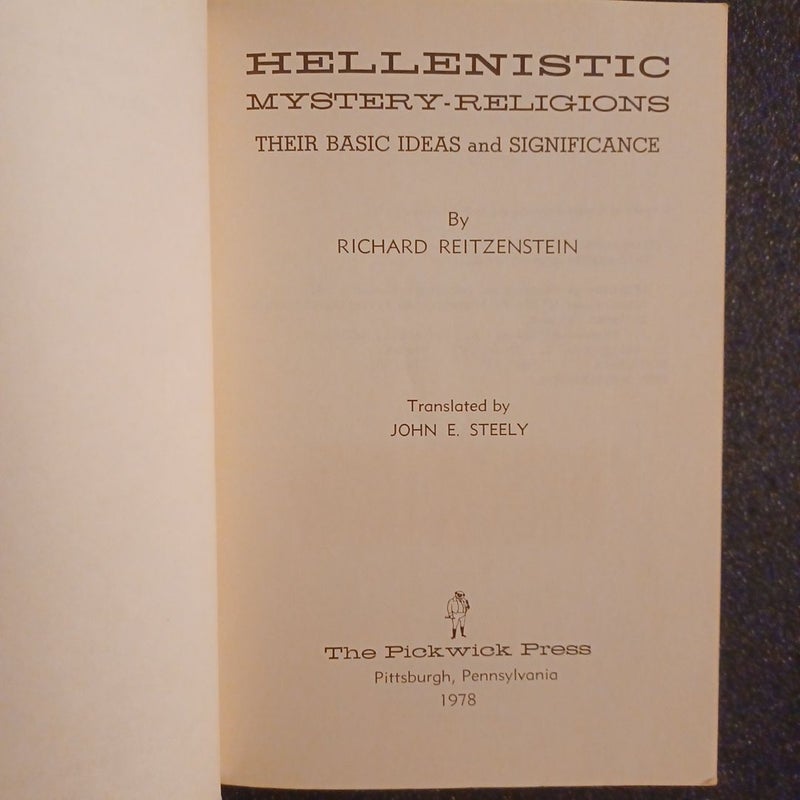 HELLENISTIC
MYSTERY-RELIGIONS
THEIR BASIC IDEAS and SIGNIFICANCE
By
RICHARD REITZENSTEIN
Translated by
JOHN E. STEELY
The Pickwick Press
Pittsburgh, Pennsylvania
1978